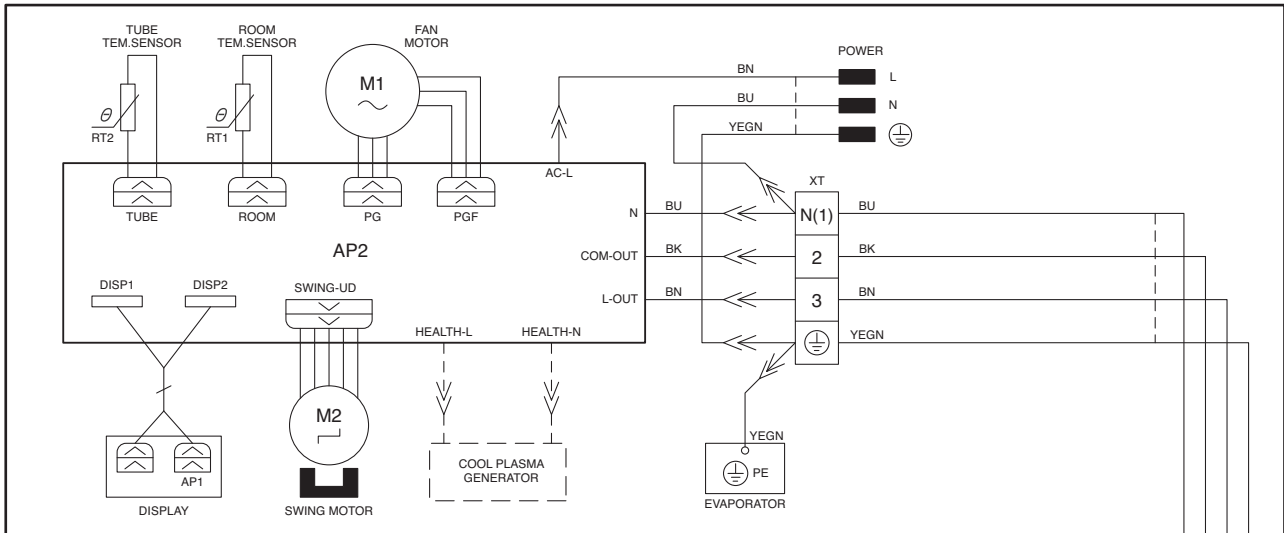 TUBE
TEM.SENSOR
ROOM
TEM.SENSOR
FAN
MOTOR
POWER
M1
BN
L
BU
N
YEGN
θ
RT2
θ
RT1
AC-L
XT
TUBE
ROOM
PG
PGF
N
BU
N(1)
BU
AP2
COM-OUT
BK
2
BK
DISP1
DISP2
SWING-UD
L-OUT
BN
3
BN
HEALTH-L
HEALTH-N
YEGN
M2
YEGN
COOL PLASMA
GENERATOR
PE
AP1
DISPLAY
SWING MOTOR
EVAPORATOR